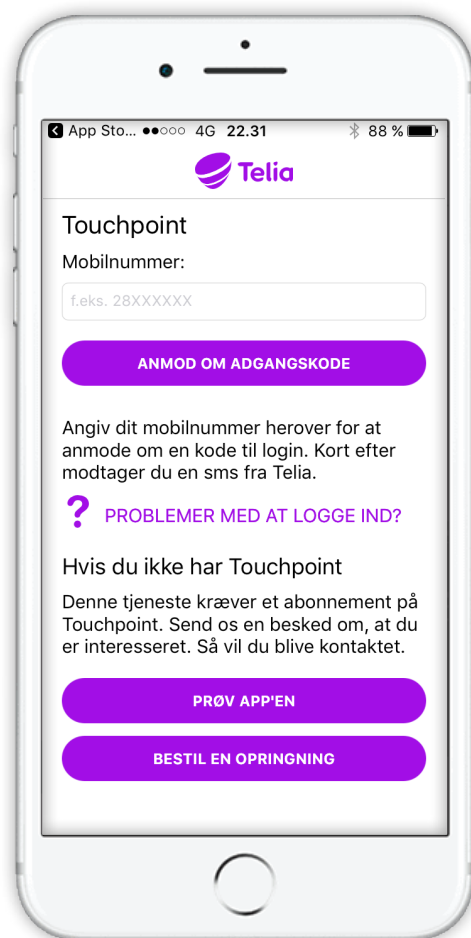 App Sto... 4G 22.31 88 %
Telia
Touchpoint
Mobilnummer:
f.eks. 28XXXXXX
ANMOD OM ADGANGSKODE
Angiv dit mobilnummer herover for at
anmode om en kode til login. Kort efter
modtager du en sms fra Telia.
? PROBLEMER MED AT LOGGE IND?
Hvis du ikke har Touchpoint
Denne tjeneste kræver et abonnement på
Touchpoint. Send os en besked om, at du
er interesseret. Så vil du blive kontaktet.
PRØV APP'EN
BESTIL EN OPRINGNING